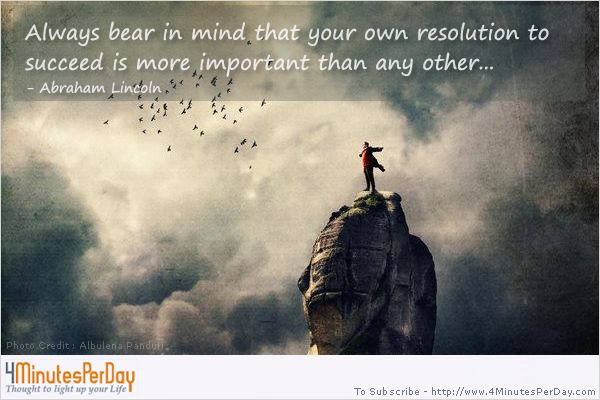 Always bear in mind that your own resolution to
succeed is more important than any other...
- Abraham Lincoln
Photo Credit : Albulena Panduri
4MinutesPerDay
Thought to light up your Life
To Subscribe - http://www.4MinutesPerDay.com